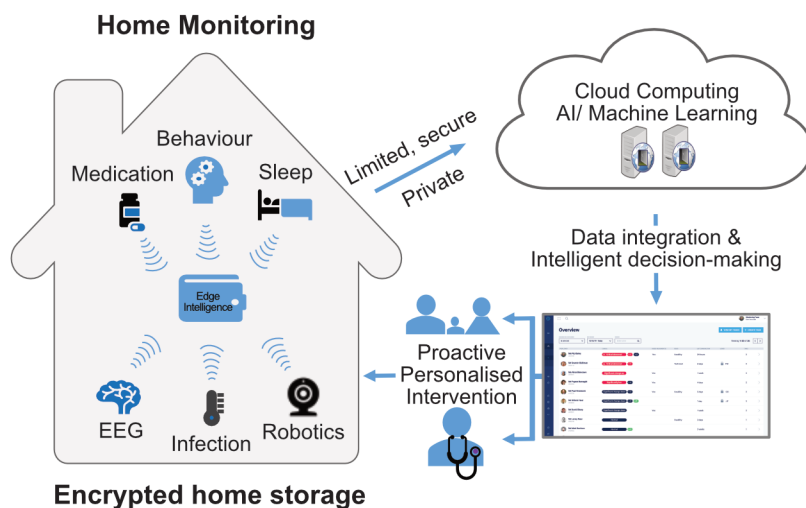 Home Monitoring
Behaviour
Medication
Sleep
Edge
Intelligence
EEG
Infection
Robotics
Encrypted home storage
Limited, secure
Private
Cloud Computing
AI/ Machine Learning
Data integration &
Intelligent decision-making
Overview
Proactive
Personalised
Intervention